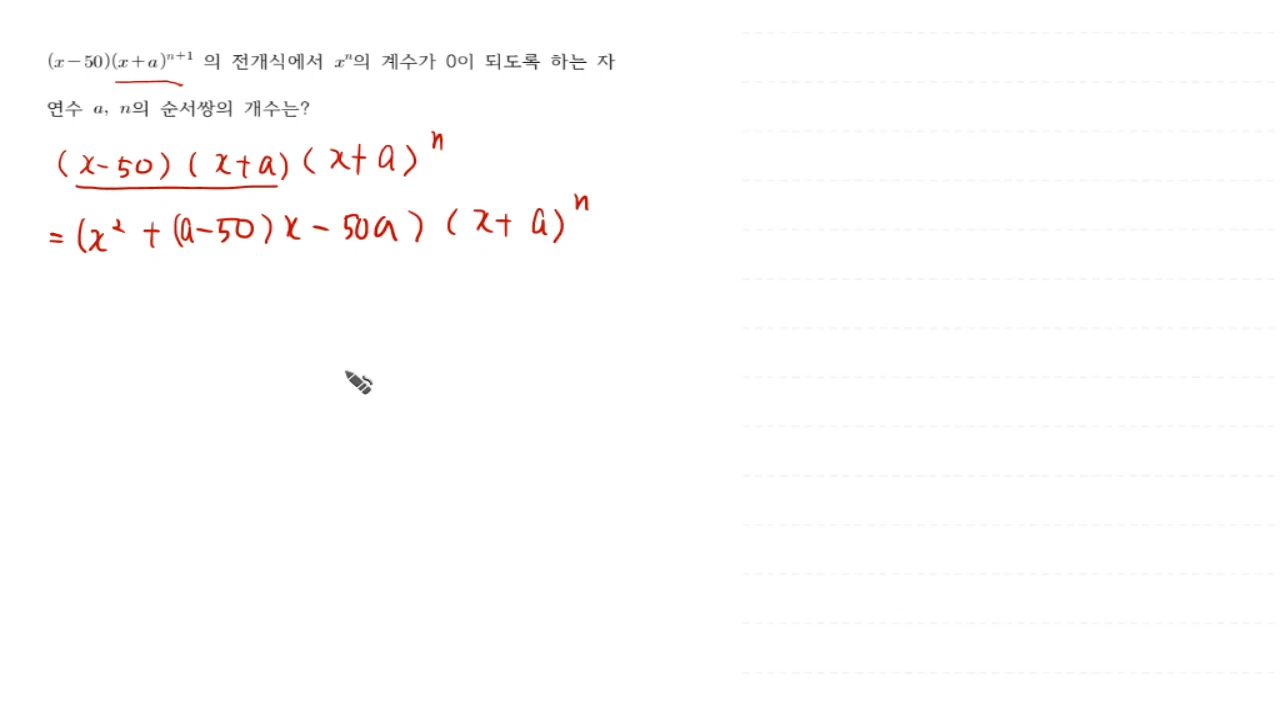 (x−50)(x+a)^{n+1} 의 전개식에서 x^n의 계수가 0이 되도록 하는 자
연수 a, n의 순서쌍의 개수는?
(x-50)(x+a)(x+a)^n
=(x^2+(a-50)x-50a)(x+a)^n